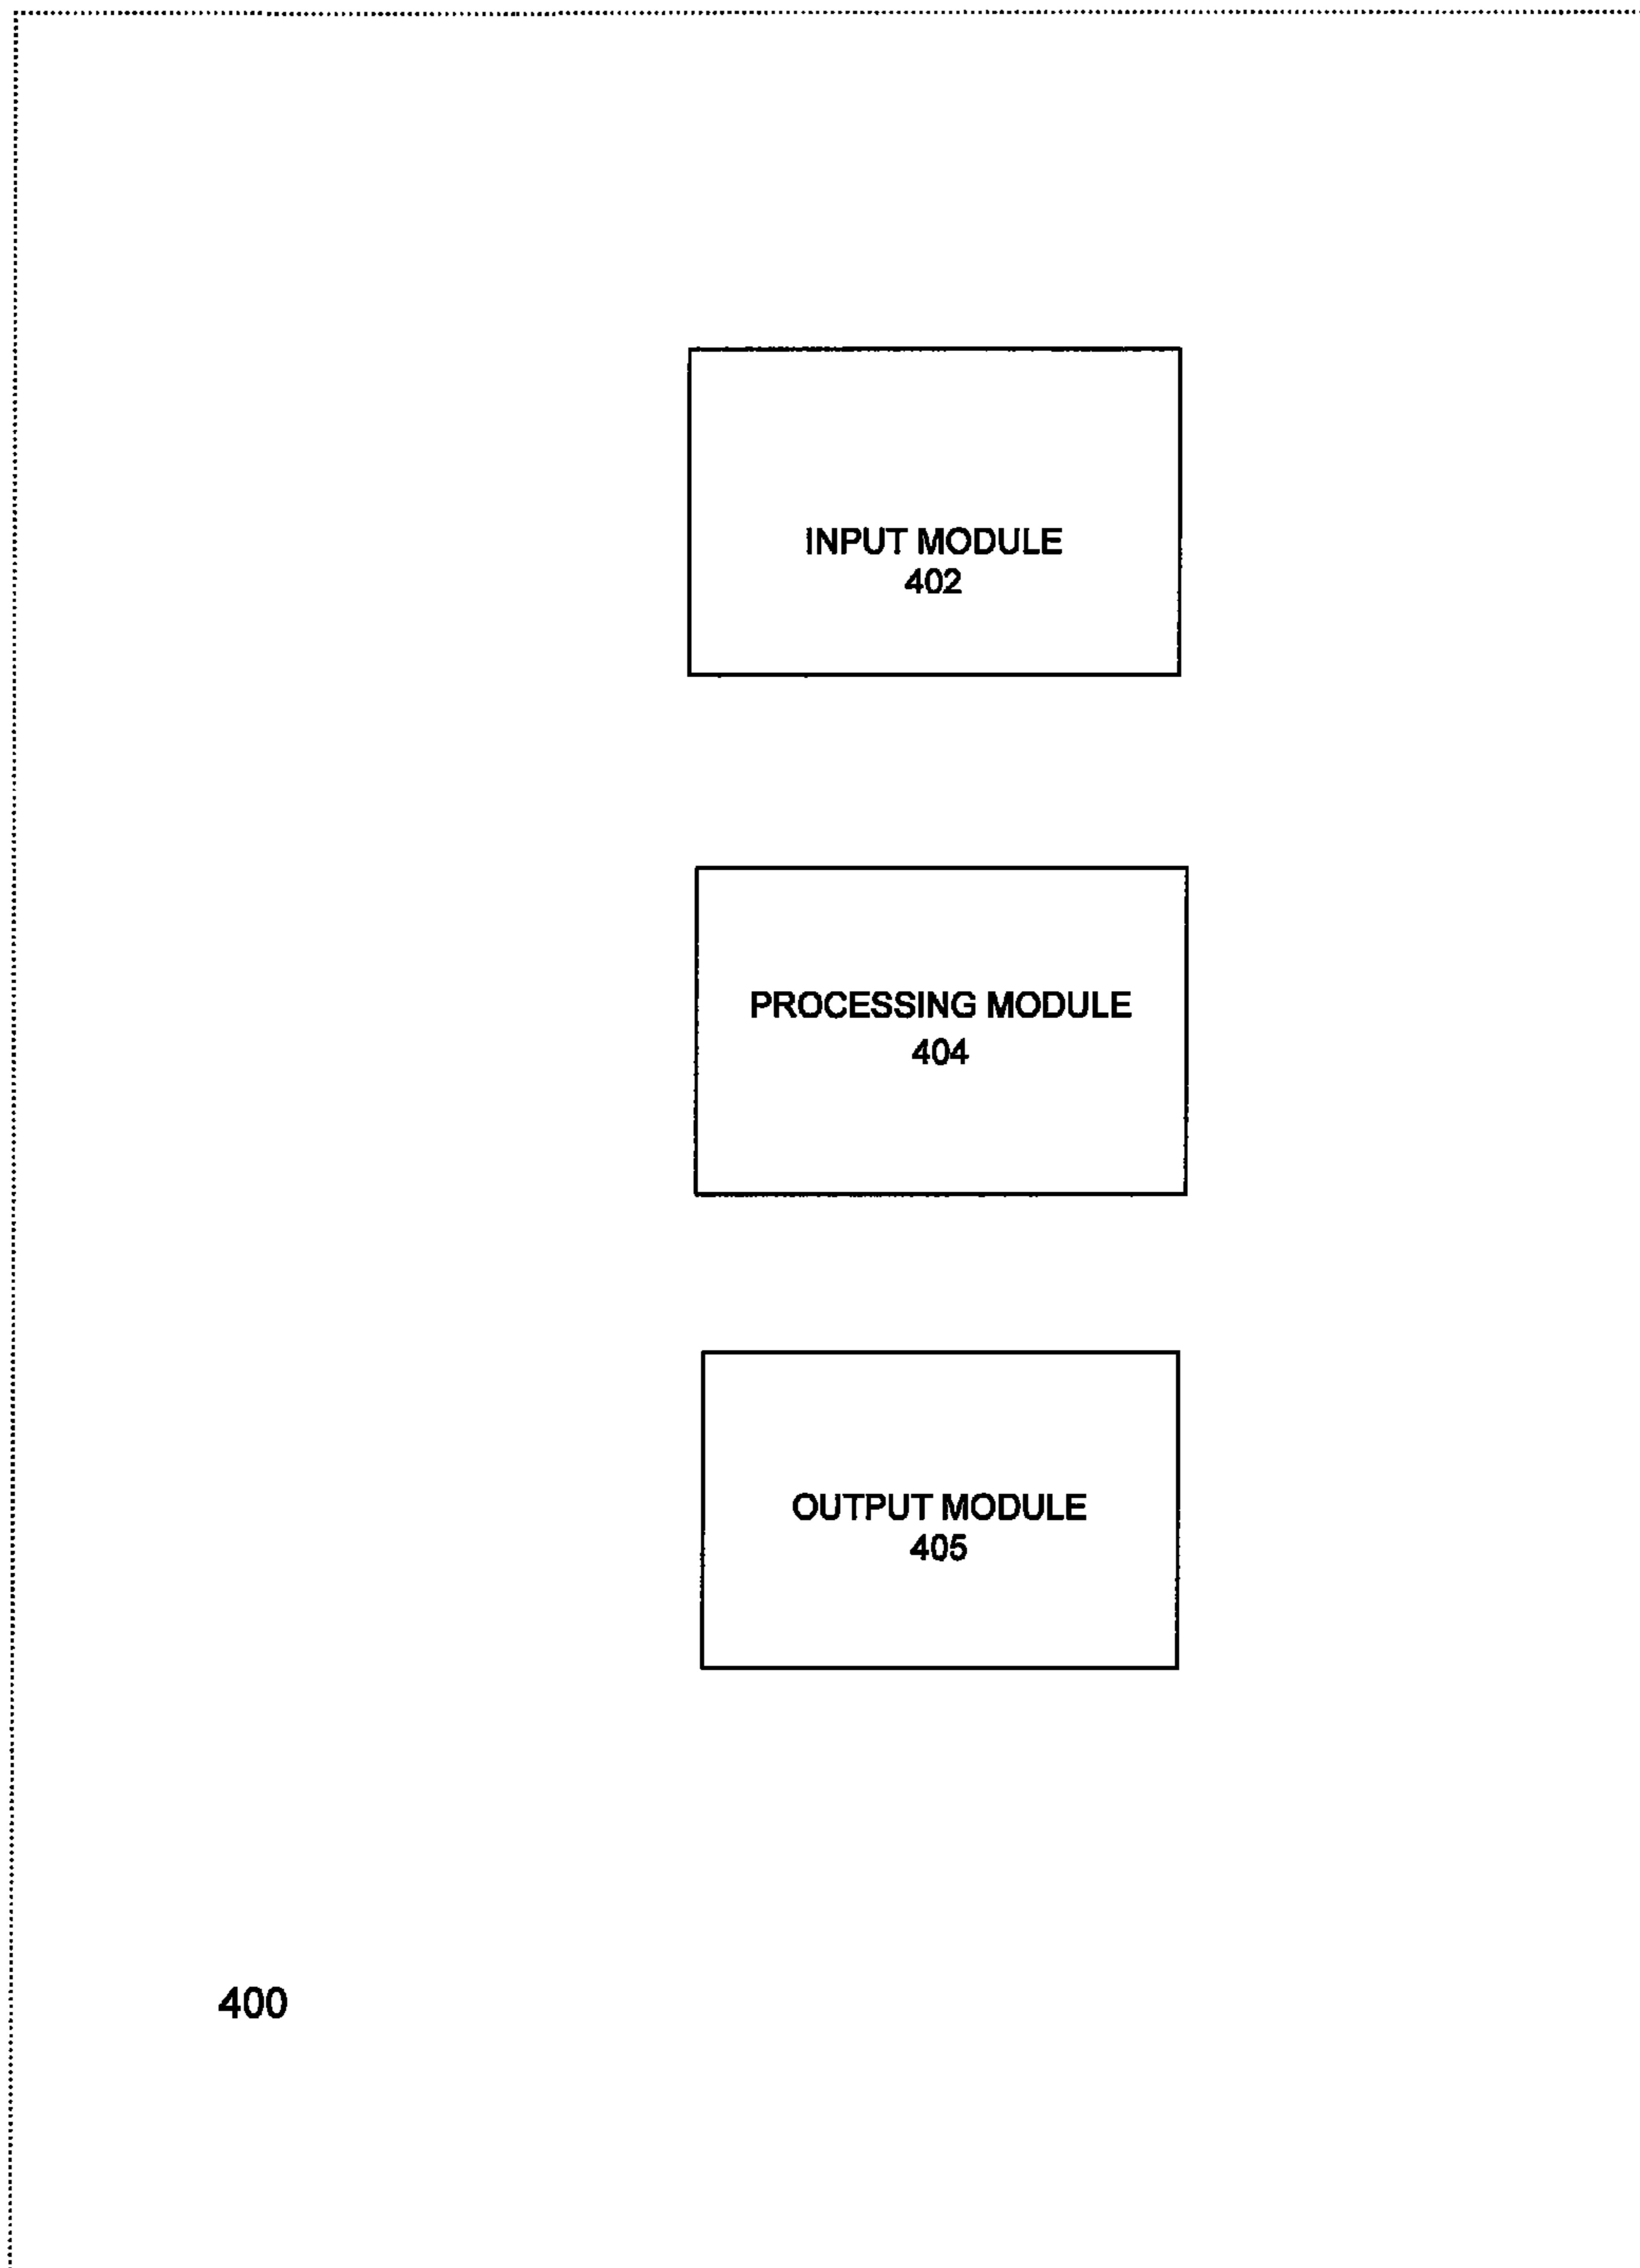 INPUT MODULE
402
PROCESSING MODULE
404
OUTPUT MODULE
405
400